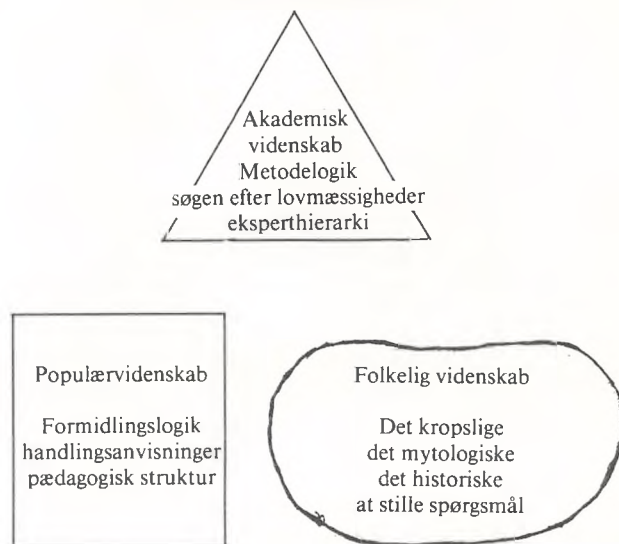 Akademisk
videnskab
Metodelogik
søgen efter lovmæssigheder
eksperthierarki
Populærvidenskab
Formidlingslogik
handlingsanvisninger
pædagogisk struktur
Folkelig videnskab
Det kropslige
det mytologiske
det historiske
at stille spørgsmål